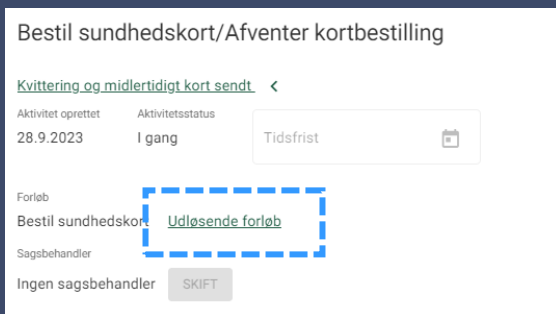 Bestil sundhedskort/Afventer kortbestilling
Kvittering og midlertidigt kort sendt
Aktivitet oprettet Aktivitetsstatus
28.9.2023 I gang Tidsfrist
Forløb
Bestil sundhedskort Udløsende forløb
Sagsbehandler
Ingen sagsbehandler SKIFT